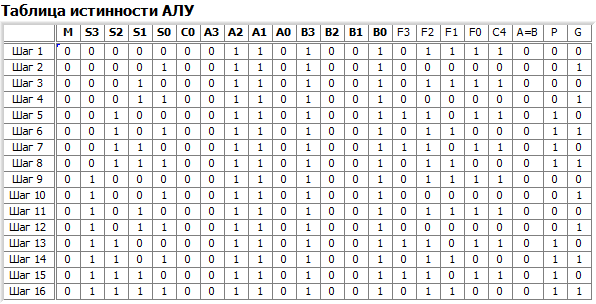 Таблица истинности АЛУ
M S3 S2 S1 S0 C0 A3 A2 A1 A0 B3 B2 B1 B0 F3 F2 F1 F0 C4 A=B P G
Шаг 1 0 0 0 0 0 0 0 1 1 0 1 0 0 1 0 1 1 1 1 0 0 0
Шаг 2 0 0 0 0 1 0 0 1 1 0 1 0 0 1 0 0 0 0 0 0 0 1
Шаг 3 0 0 0 1 0 0 0 1 1 0 1 0 0 1 0 1 1 1 1 0 0 0
Шаг 4 0 0 0 1 1 0 0 1 1 0 1 0 0 1 0 0 0 0 0 0 0 1
Шаг 5 0 0 1 0 0 0 0 1 1 0 1 0 0 1 1 1 0 1 1 0 1 0
Шаг 6 0 0 1 0 1 0 0 1 1 0 1 0 0 1 0 1 1 0 0 0 1 1
Шаг 7 0 0 1 1 0 0 0 1 1 0 1 0 0 1 1 1 0 1 1 0 1 0
Шаг 8 0 0 1 1 1 0 0 1 1 0 1 0 0 1 0 1 1 0 0 0 1 1
Шаг 9 0 1 0 0 0 0 0 1 1 0 1 0 0 1 0 1 1 1 1 0 0 0
Шаг 10 0 1 0 0 1 0 0 1 1 0 1 0 0 1 0 0 0 0 0 0 0 1
Шаг 11 0 1 0 1 0 0 0 1 1 0 1 0 0 1 0 1 1 1 1 0 0 0
Шаг 12 0 1 0 1 1 0 0 1 1 0 1 0 0 1 0 0 0 0 0 0 0 1
Шаг 13 0 1 1 0 0 0 0 1 1 0 1 0 0 1 1 1 0 1 1 0 1 0
Шаг 14 0 1 1 0 1 0 0 1 1 0 1 0 0 1 0 1 1 0 0 0 1 1
Шаг 15 0 1 1 1 0 0 0 1 1 0 1 0 0 1 1 1 0 1 1 0 1 0
Шаг 16 0 1 1 1 1 0 0 1 1 0 1 0 0 1 0 1 1 0 0 0 1 1